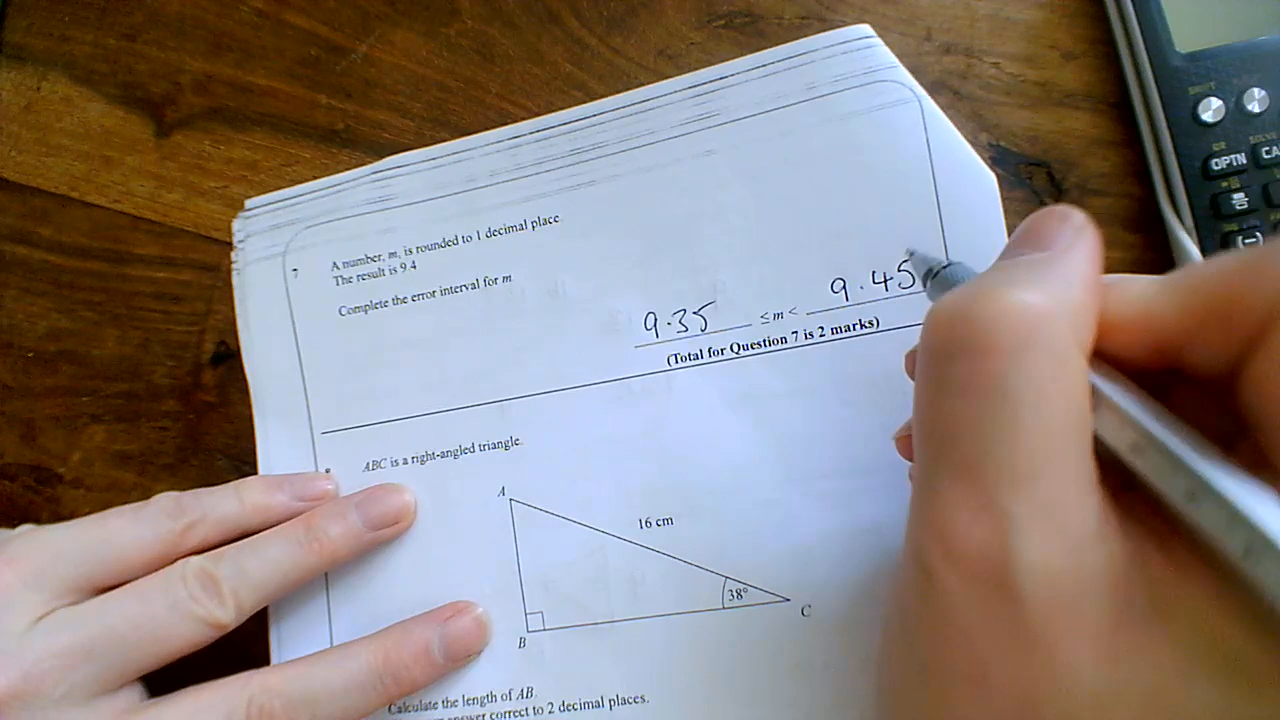 7
A number, m, is rounded to 1 decimal place.
The result is 9.4
Complete the error interval for m.
9.35 ≤ m < 9.45
(Total for Question 7 is 2 marks)
ABC is a right-angled triangle.
A
16 cm
38°
C
B
Calculate the length of AB.
answer correct to 2 decimal places.
SHIFT
OPTN